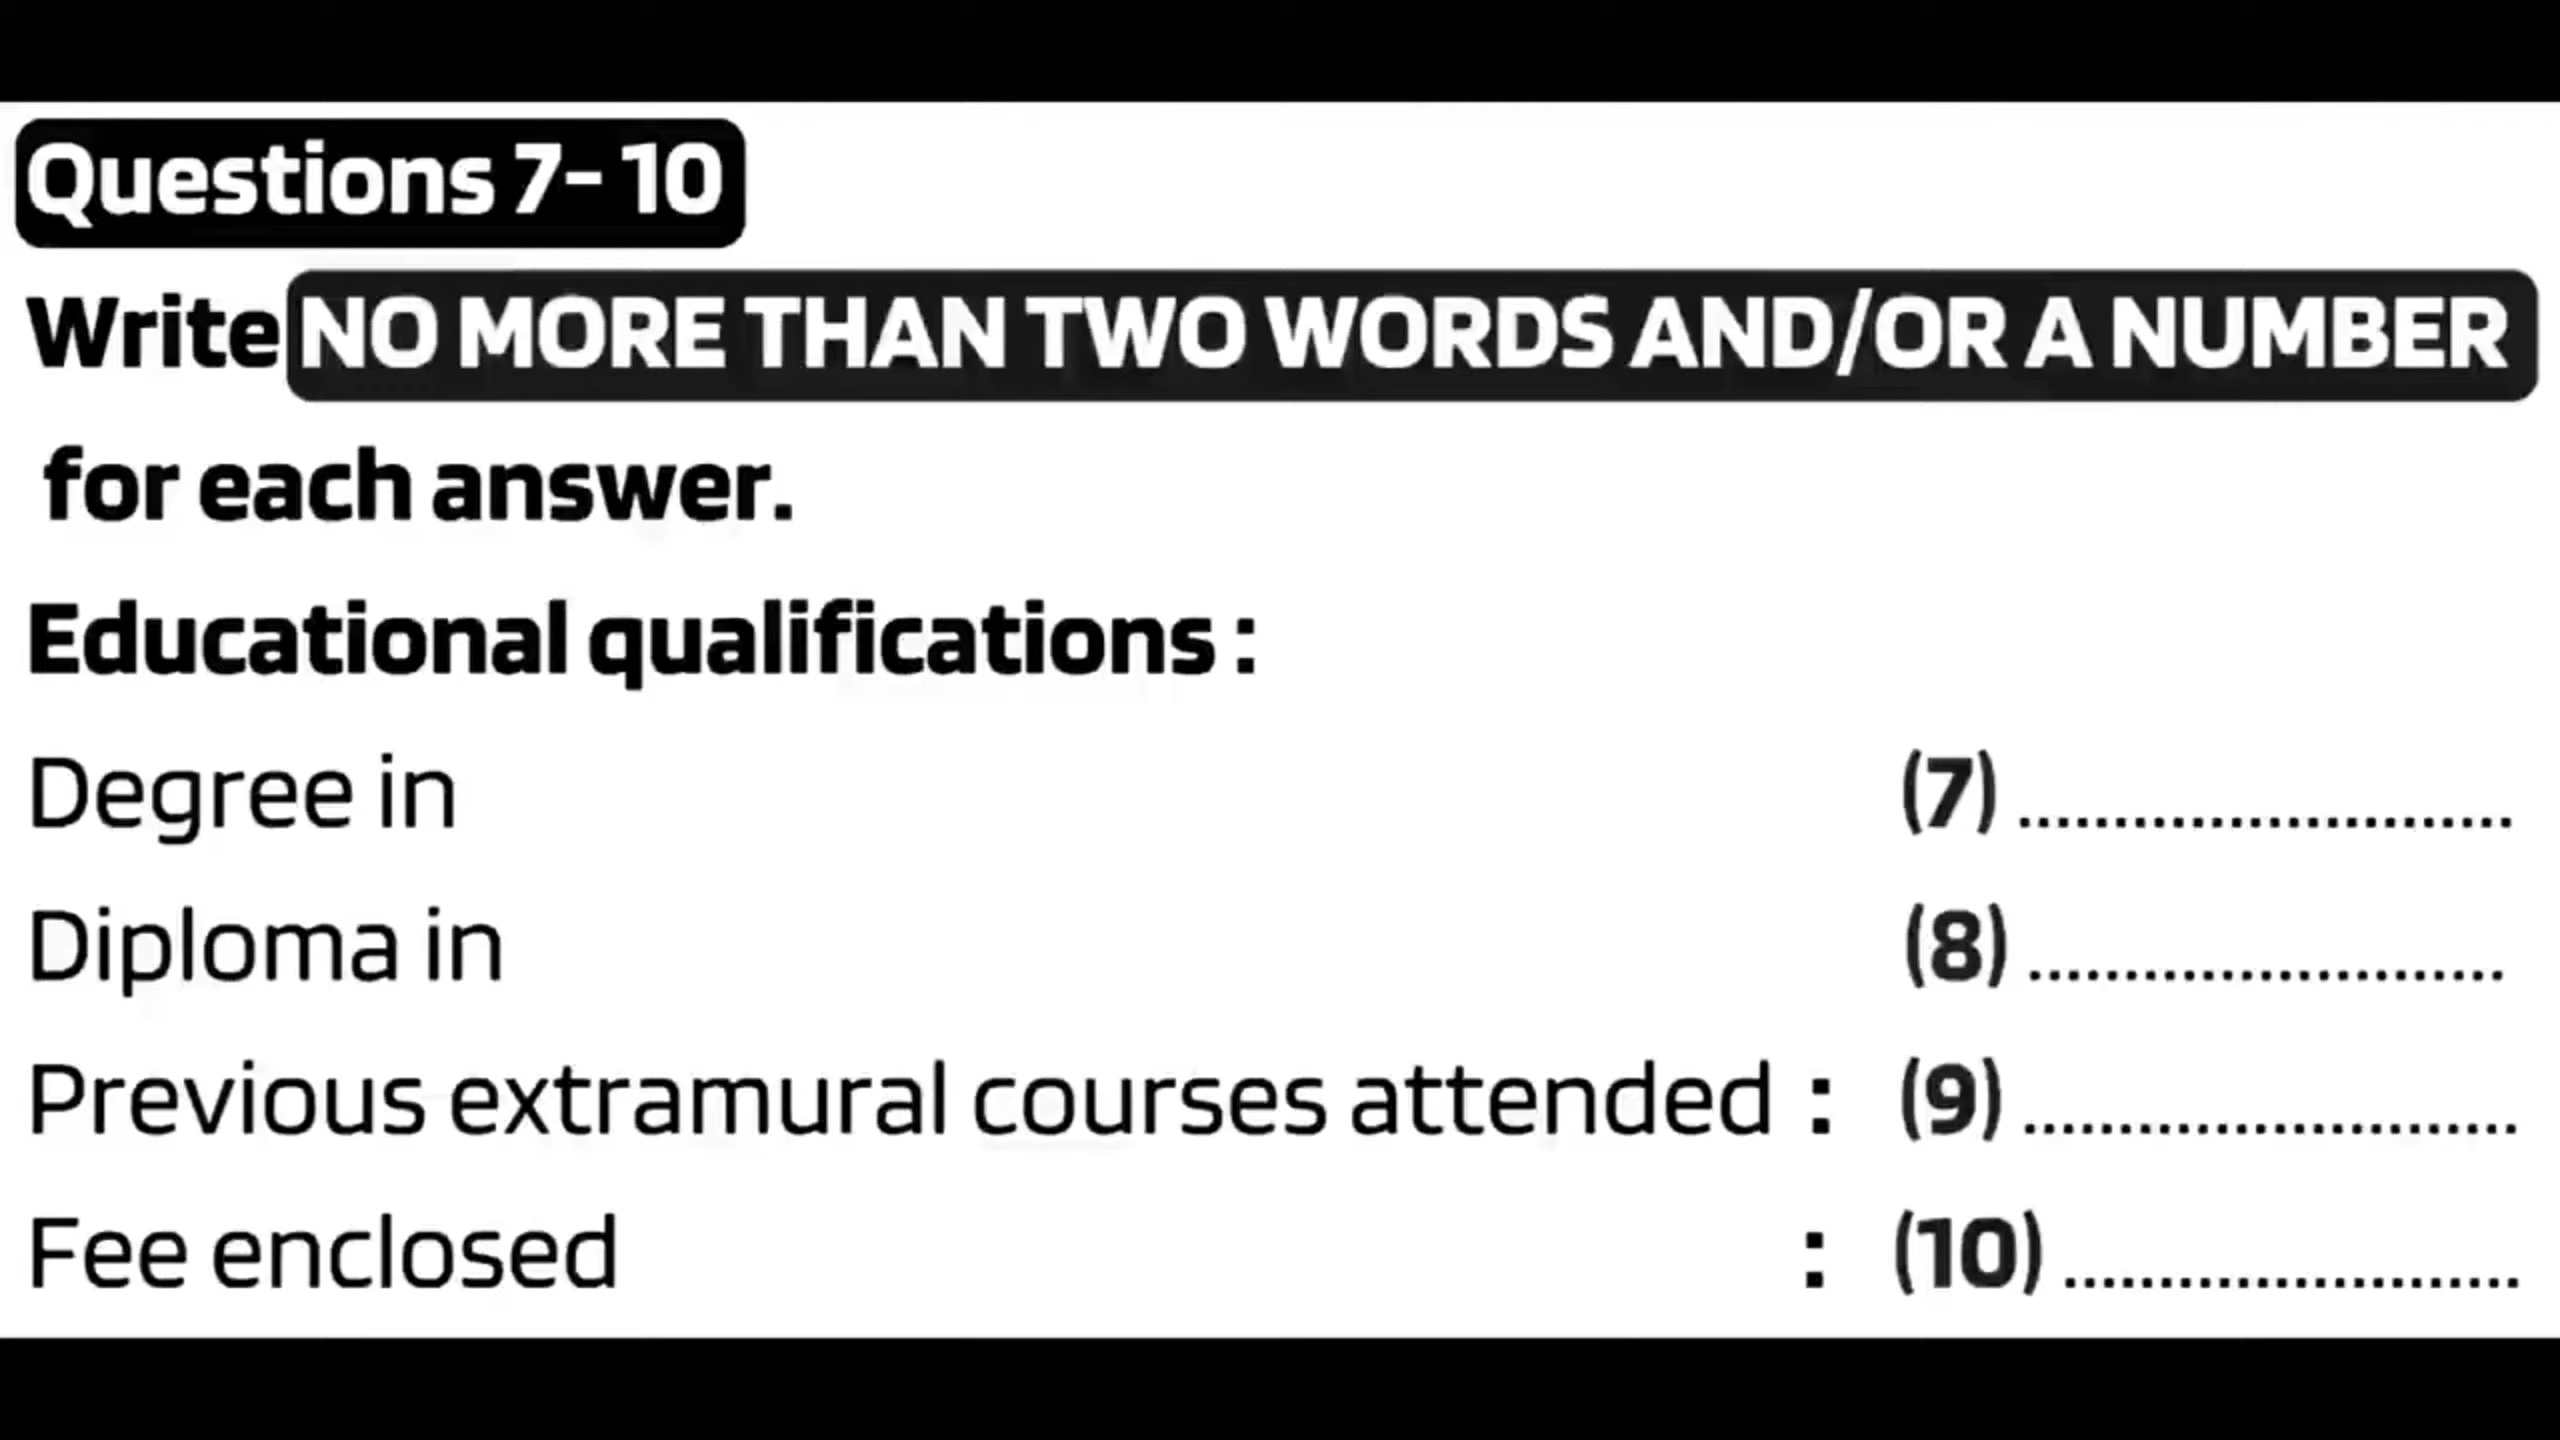 Questions 7- 10
Write NO MORE THAN TWO WORDS AND/OR A NUMBER
for each answer.
Educational qualifications :
Degree in (7) ..........................
Diploma in (8) .........................
Previous extramural courses attended : (9) ..........................
Fee enclosed : (10) ........................